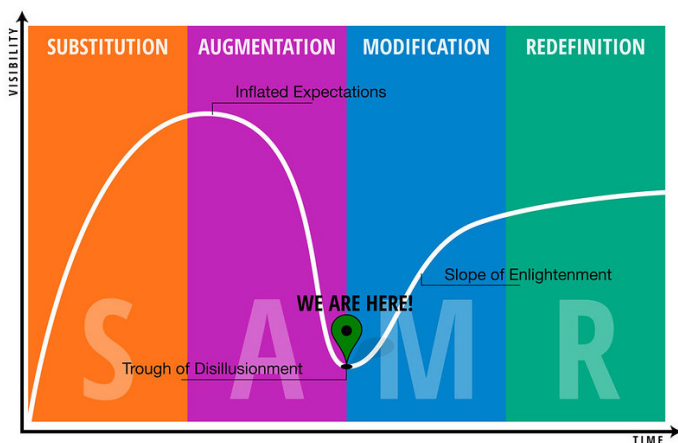 VISIBILITY
SUBSTITUTION
AUGMENTATION
MODIFICATION
REDEFINITION
Inflated Expectations
Slope of Enlightenment
WE ARE HERE!
Trough of Disillusionment
S
A
M
R
TIME